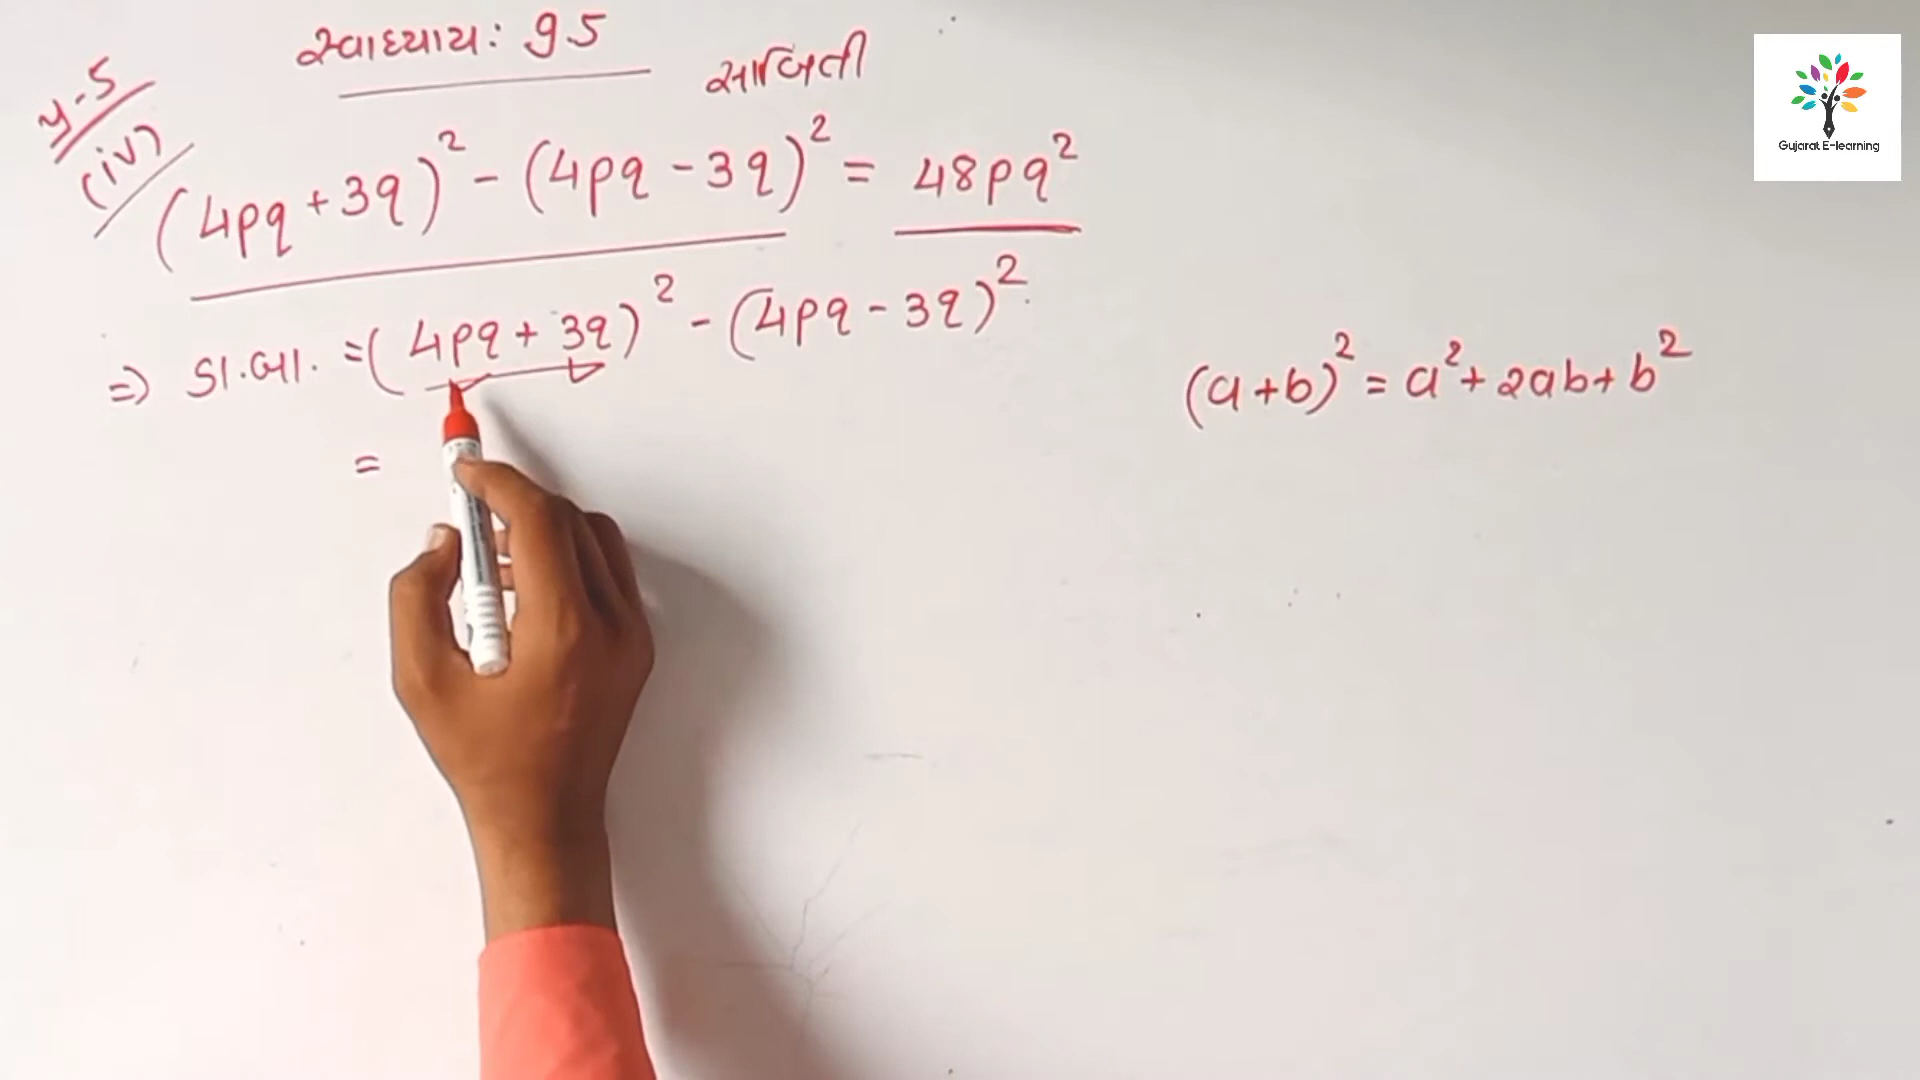 સ્વાધ્યાય: 9.5
સાબિતી
પ્ર-5
(iv)
(4pq + 3q)² - (4pq - 3q)² = 48pq²
⇒ ડા.બા. = (4pq + 3q)² - (4pq - 3q)²
=
(a+b)² = a² + 2ab + b²
Gujarat E-learning